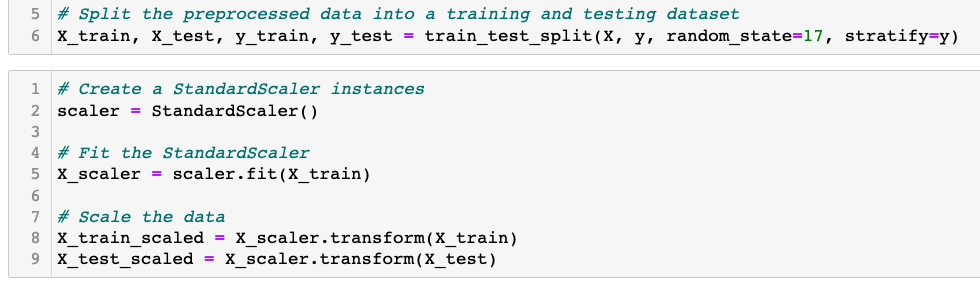 5 # Split the preprocessed data into a training and testing dataset
6 X_train, X_test, y_train, y_test = train_test_split(X, y, random_state=17, stratify=y)
1 # Create a StandardScaler instances
2 scaler = StandardScaler()
3
4 # Fit the StandardScaler
5 X_scaler = scaler.fit(X_train)
6
7 # Scale the data
8 X_train_scaled = X_scaler.transform(X_train)
9 X_test_scaled = X_scaler.transform(X_test)